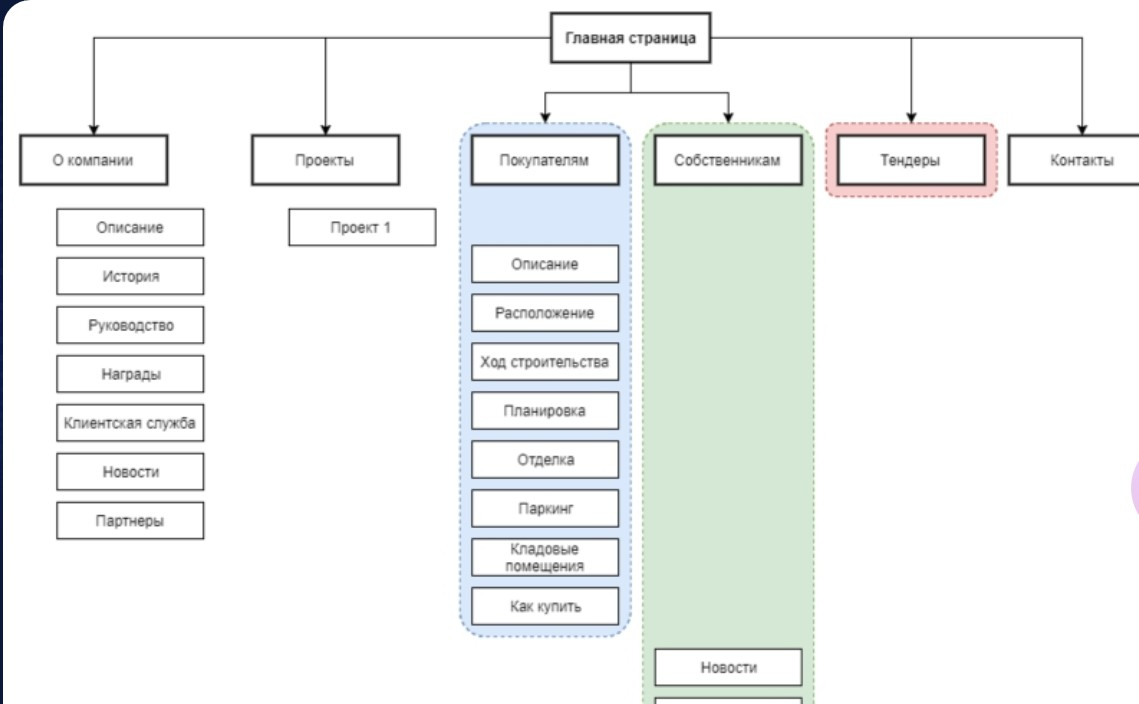 Главная страница
О компании
Проекты
Покупателям
Собственникам
Тендеры
Контакты
Описание
История
Руководство
Награды
Клиентская служба
Новости
Партнеры
Проект 1
Описание
Расположение
Ход строительства
Планировка
Отделка
Паркинг
Кладовые
помещения
Как купить
Новости